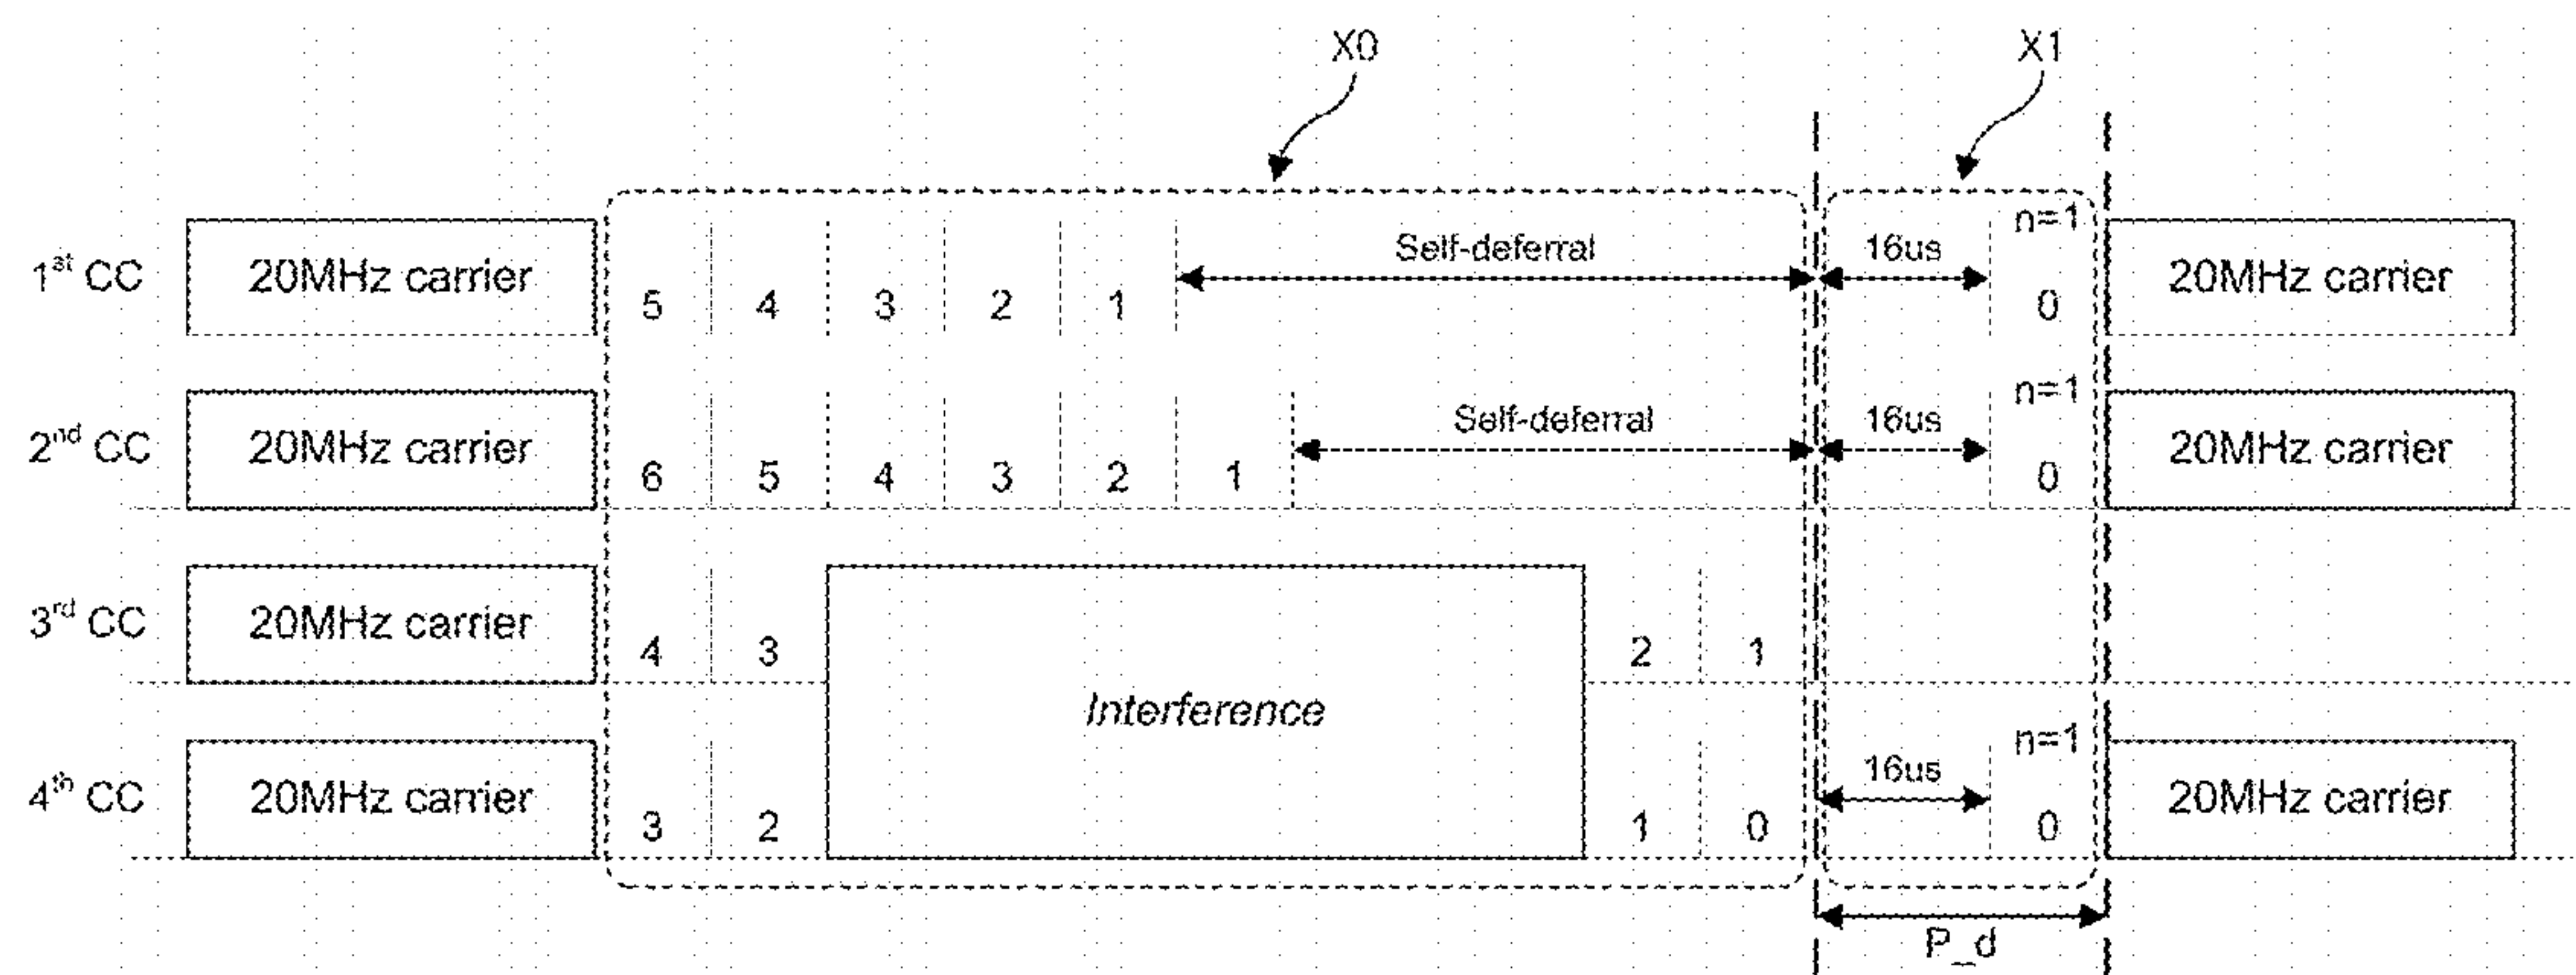 X0 X1
n=1
1st CC 20MHz carrier 5 4 3 2 1 Self-deferral 16us 0 20MHz carrier
n=1
2nd CC 20MHz carrier 6 5 4 3 2 1 Self-deferral 16us 0 20MHz carrier
3rd CC 20MHz carrier 4 3 2 1
Interference
n=1
4th CC 20MHz carrier 3 2 1 0 16us 0 20MHz carrier
P_d